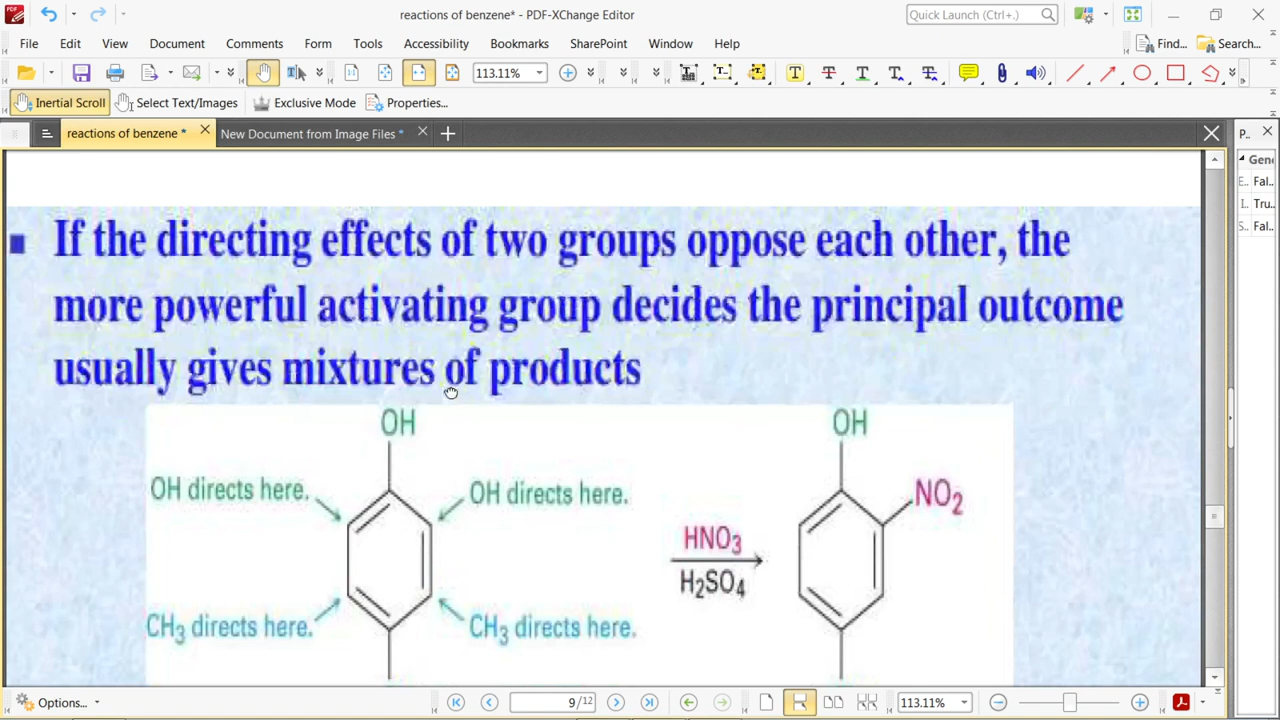 reactions of benzene* - PDF-XChange Editor
Quick Launch (Ctrl+.)
File Edit View Document Comments Form Tools Accessibility Bookmarks SharePoint Window Help
Find... Search...
113.11%
Inertial Scroll Select Text/Images Exclusive Mode Properties...
reactions of benzene * New Document from Image Files *
P..
Gene
E.. Fal..
I.. Tru..
S.. Fal..
If the directing effects of two groups oppose each other, the
more powerful activating group decides the principal outcome
usually gives mixtures of products
OH OH
OH directs here. OH directs here. NO2
HNO3
H2SO4
CH3 directs here. CH3 directs here.
Options... 9/12 113.11%